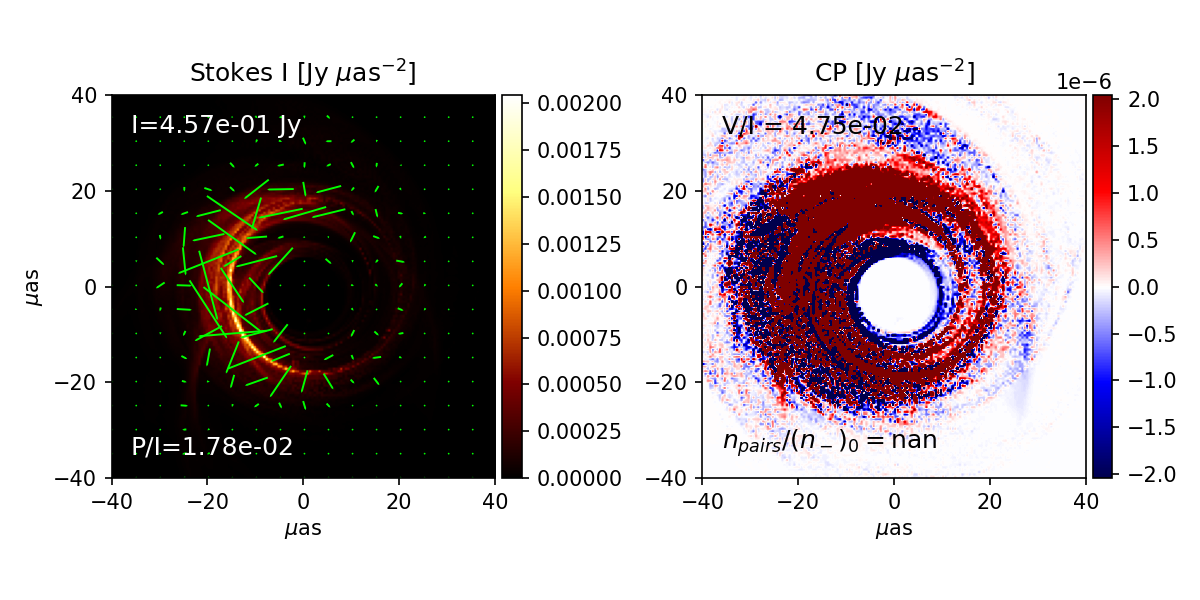 Stokes I [Jy μas⁻²]
I=4.57e-01 Jy
P/I=1.78e-02
μas
40
20
0
−20
−40
−40 −20 0 20 40
μas
0.00200
0.00175
0.00150
0.00125
0.00100
0.00075
0.00050
0.00025
0.00000
CP [Jy μas⁻²]
1e-6
V/I = 4.75e-02
n_pairs/(n_−)_0 = nan
40
20
0
−20
−40
−40 −20 0 20 40
μas
2.0
1.5
1.0
0.5
0.0
−0.5
−1.0
−1.5
−2.0